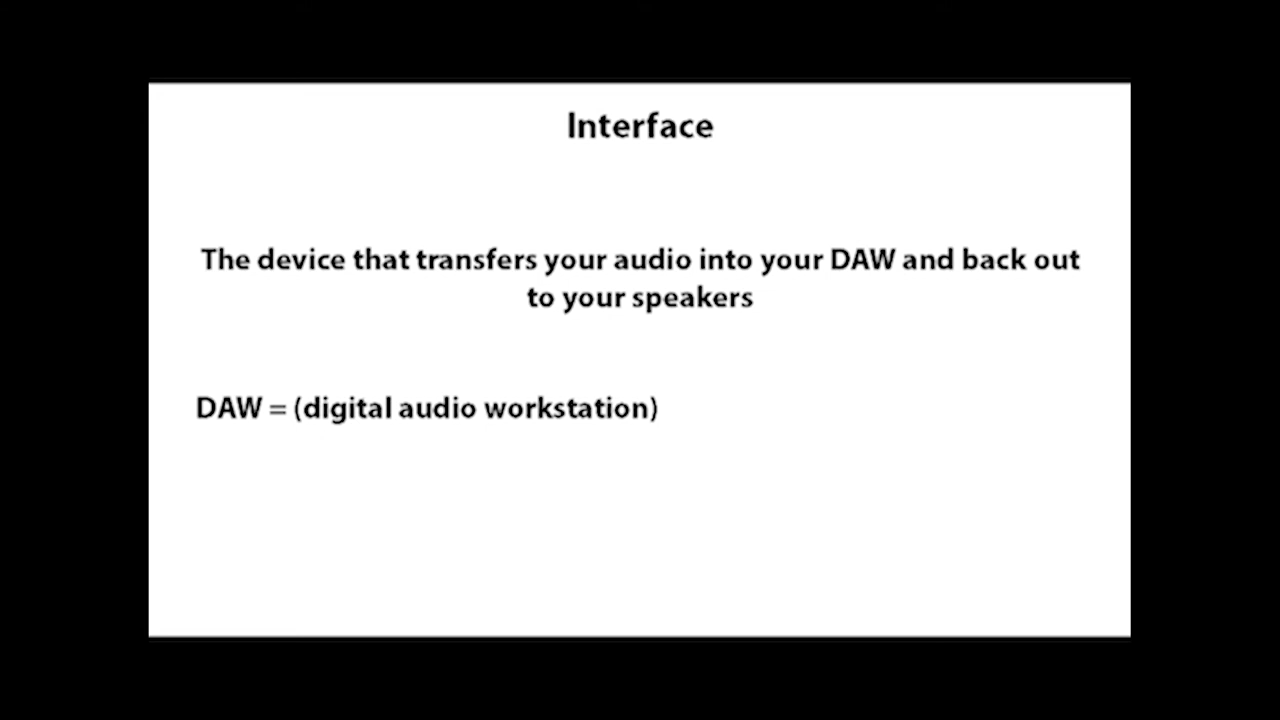 Interface
The device that transfers your audio into your DAW and back out
to your speakers
DAW = (digital audio workstation)